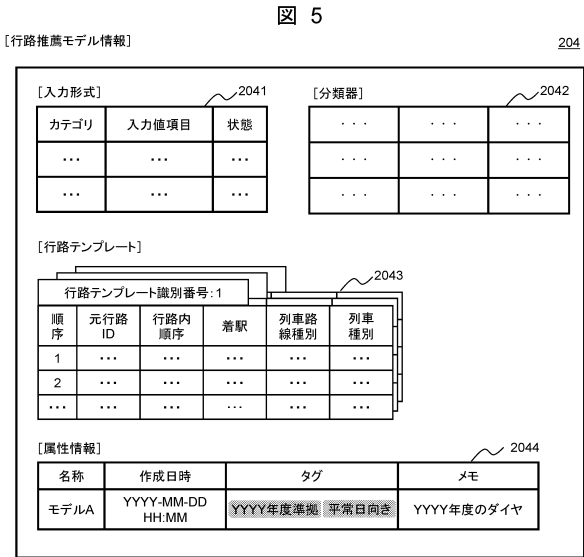 図 5
[行路推薦モデル情報] 204
[入力形式] 2041
カテゴリ 入力値項目 状態
… … …
… … …
[分類器] 2042
・・・ ・・・ ・・・
・・・ ・・・ ・・・
・・・ ・・・ ・・・
[行路テンプレート] 2043
行路テンプレート識別番号:1
順序 元行路ID 行路内順序 着駅 列車路線種別 列車種別
1 … … … … …
2 … … … … …
… … … … … …
[属性情報] 2044
名称 作成日時 タグ メモ
モデルA YYYY-MM-DD HH:MM YYYY年度準拠 平常日向き YYYY年度のダイヤ